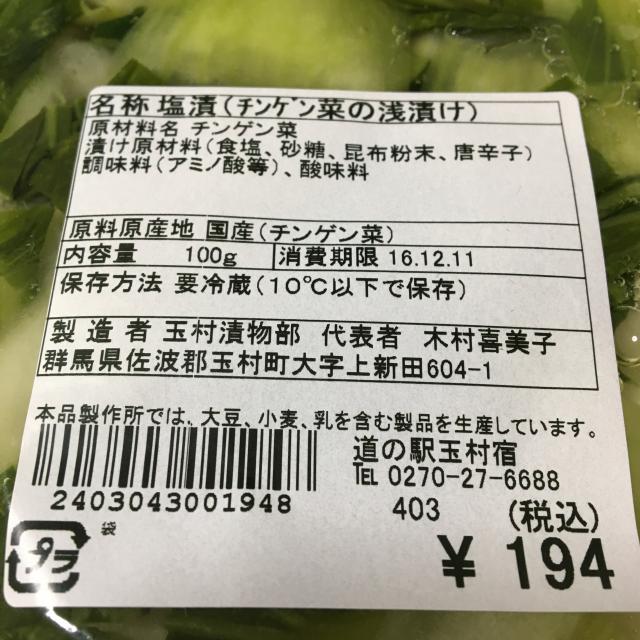 名称 塩漬(ﾁﾝｹﾞﾝ菜の浅漬け)
原材料名 チンゲン菜
漬け原材料(食塩、砂糖、昆布粉末、唐辛子)
調味料(アミノ酸等)、酸味料
原料原産地 国産(チンゲン菜)
内容量 100g 消費期限 16.12.11
保存方法 要冷蔵(10℃以下で保存)
製造者 玉村漬物部 代表者 木村喜美子
群馬県佐波郡玉村町大字上新田604-1
本品製作所では、大豆、小麦、乳を含む製品を生産しています。
道の駅玉村宿
℡ 0270-27-6688
2403043001948
403 (税込)
袋
プラ
¥ 194